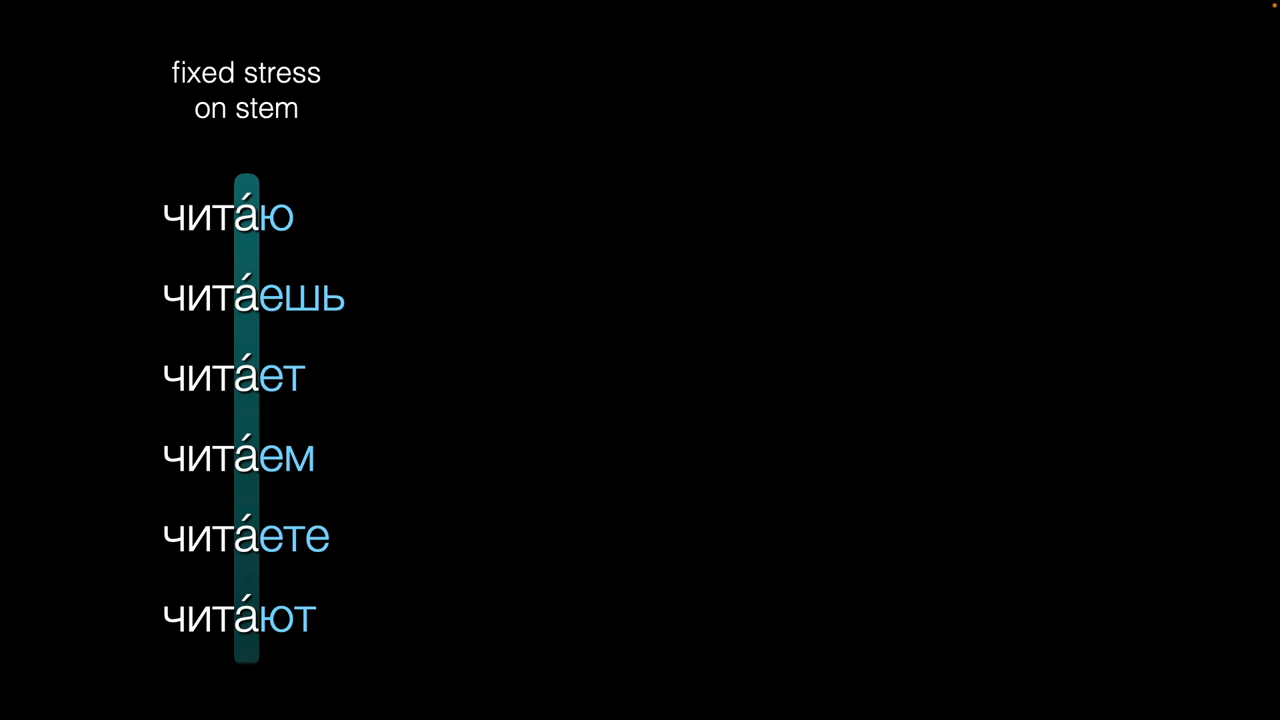 fixed stress
on stem
чита́ю
чита́ешь
чита́ет
чита́ем
чита́ете
чита́ют